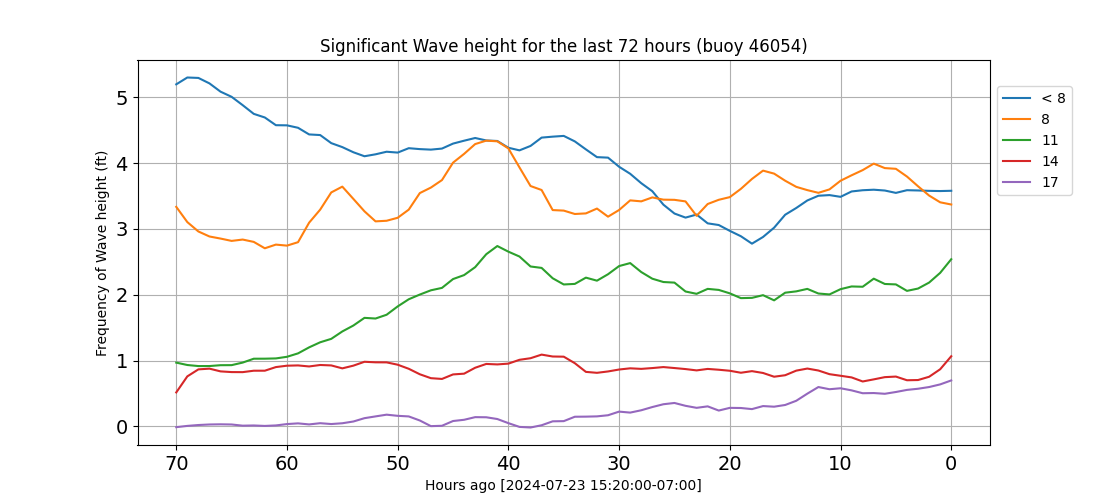 Significant Wave height for the last 72 hours (buoy 46054)
Frequency of Wave height (ft)
5
4
3
2
1
0
70 60 50 40 30 20 10 0
Hours ago [2024-07-23 15:20:00-07:00]
< 8
8
11
14
17